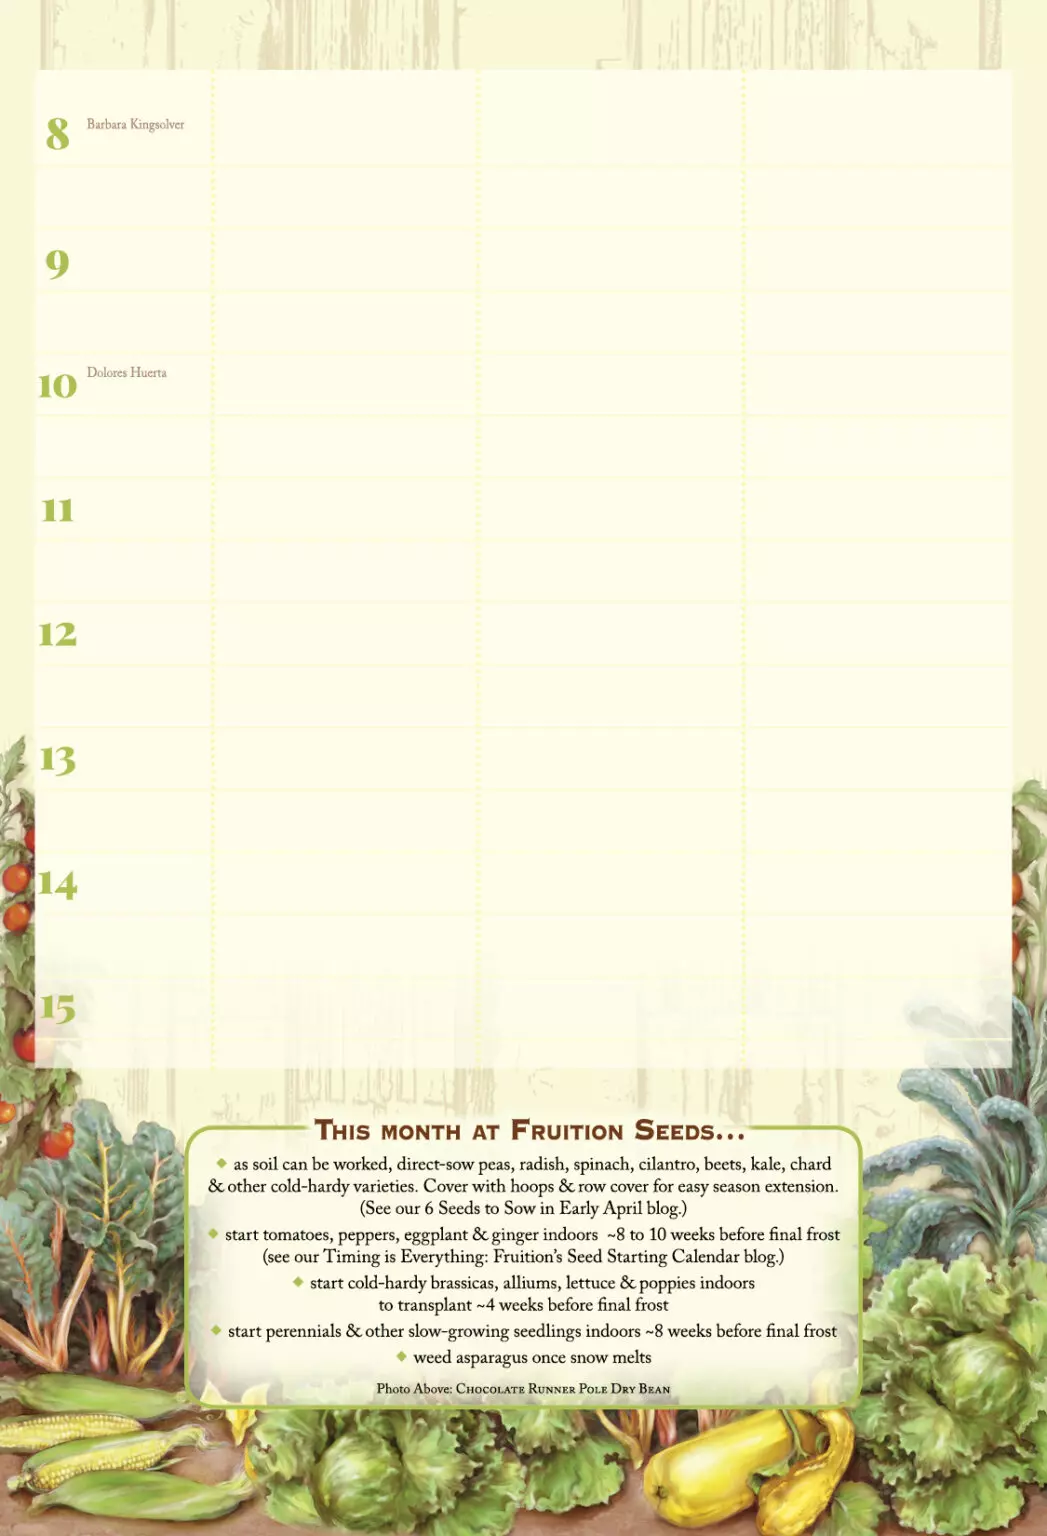 8 Barbara Kingsolver
9
10 Dolores Huerta
11
12
13
14
15
THIS MONTH AT FRUITION SEEDS...
◆ as soil can be worked, direct-sow peas, radish, spinach, cilantro, beets, kale, chard
& other cold-hardy varieties. Cover with hoops & row cover for easy season extension.
(See our 6 Seeds to Sow in Early April blog.)
◆ start tomatoes, peppers, eggplant & ginger indoors ~8 to 10 weeks before final frost
(see our Timing is Everything: Fruition's Seed Starting Calendar blog.)
◆ start cold-hardy brassicas, alliums, lettuce & poppies indoors
to transplant ~4 weeks before final frost
◆ start perennials & other slow-growing seedlings indoors ~8 weeks before final frost
◆ weed asparagus once snow melts
Photo Above: CHOCOLATE RUNNER POLE DRY BEAN